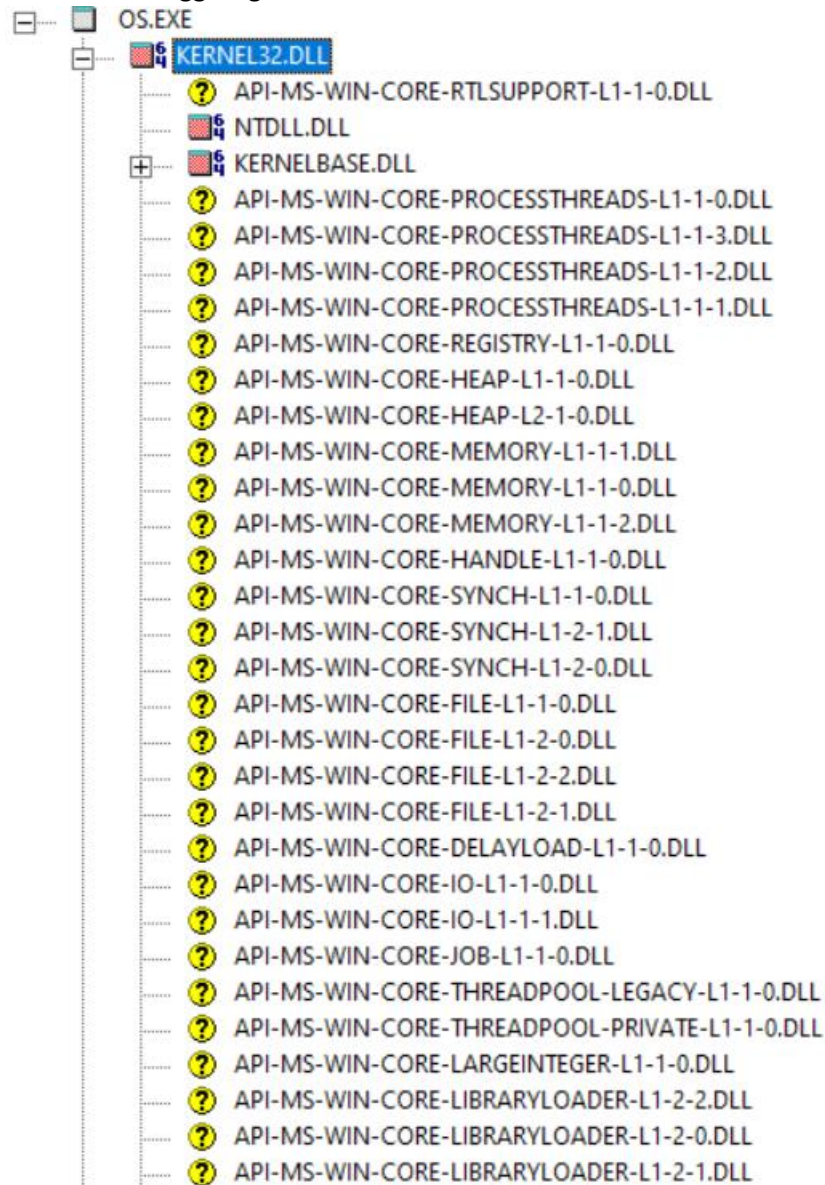 OS.EXE
64 KERNEL32.DLL
? API-MS-WIN-CORE-RTLSUPPORT-L1-1-0.DLL
64 NTDLL.DLL
64 KERNELBASE.DLL
? API-MS-WIN-CORE-PROCESSTHREADS-L1-1-0.DLL
? API-MS-WIN-CORE-PROCESSTHREADS-L1-1-3.DLL
? API-MS-WIN-CORE-PROCESSTHREADS-L1-1-2.DLL
? API-MS-WIN-CORE-PROCESSTHREADS-L1-1-1.DLL
? API-MS-WIN-CORE-REGISTRY-L1-1-0.DLL
? API-MS-WIN-CORE-HEAP-L1-1-0.DLL
? API-MS-WIN-CORE-HEAP-L2-1-0.DLL
? API-MS-WIN-CORE-MEMORY-L1-1-1.DLL
? API-MS-WIN-CORE-MEMORY-L1-1-0.DLL
? API-MS-WIN-CORE-MEMORY-L1-1-2.DLL
? API-MS-WIN-CORE-HANDLE-L1-1-0.DLL
? API-MS-WIN-CORE-SYNCH-L1-1-0.DLL
? API-MS-WIN-CORE-SYNCH-L1-2-1.DLL
? API-MS-WIN-CORE-SYNCH-L1-2-0.DLL
? API-MS-WIN-CORE-FILE-L1-1-0.DLL
? API-MS-WIN-CORE-FILE-L1-2-0.DLL
? API-MS-WIN-CORE-FILE-L1-2-2.DLL
? API-MS-WIN-CORE-FILE-L1-2-1.DLL
? API-MS-WIN-CORE-DELAYLOAD-L1-1-0.DLL
? API-MS-WIN-CORE-IO-L1-1-0.DLL
? API-MS-WIN-CORE-IO-L1-1-1.DLL
? API-MS-WIN-CORE-JOB-L1-1-0.DLL
? API-MS-WIN-CORE-THREADPOOL-LEGACY-L1-1-0.DLL
? API-MS-WIN-CORE-THREADPOOL-PRIVATE-L1-1-0.DLL
? API-MS-WIN-CORE-LARGEINTEGER-L1-1-0.DLL
? API-MS-WIN-CORE-LIBRARYLOADER-L1-2-2.DLL
? API-MS-WIN-CORE-LIBRARYLOADER-L1-2-0.DLL
? API-MS-WIN-CORE-LIBRARYLOADER-L1-2-1.DLL